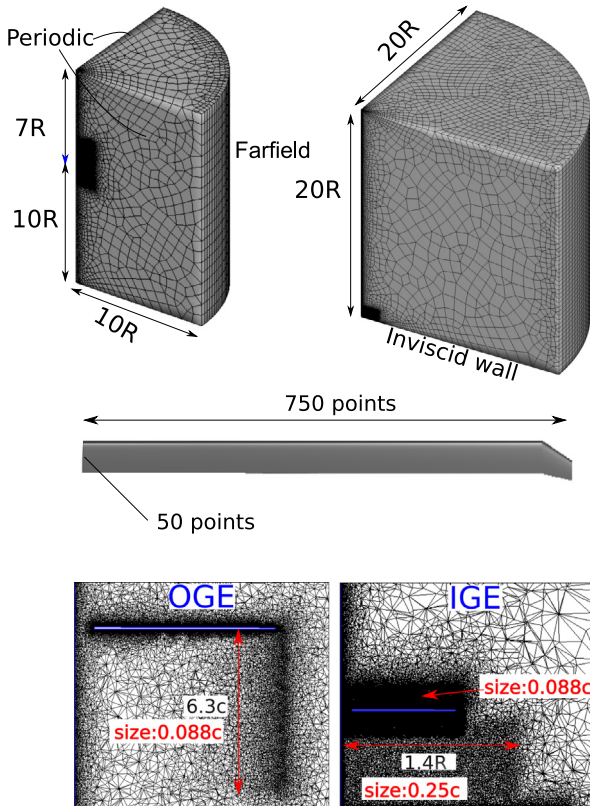 Periodic
7R
10R
10R
Farfield
20R
20R
Inviscid wall
750 points
50 points
OGE
6.3c
size:0.088c
IGE
size:0.088c
1.4R
size:0.25c